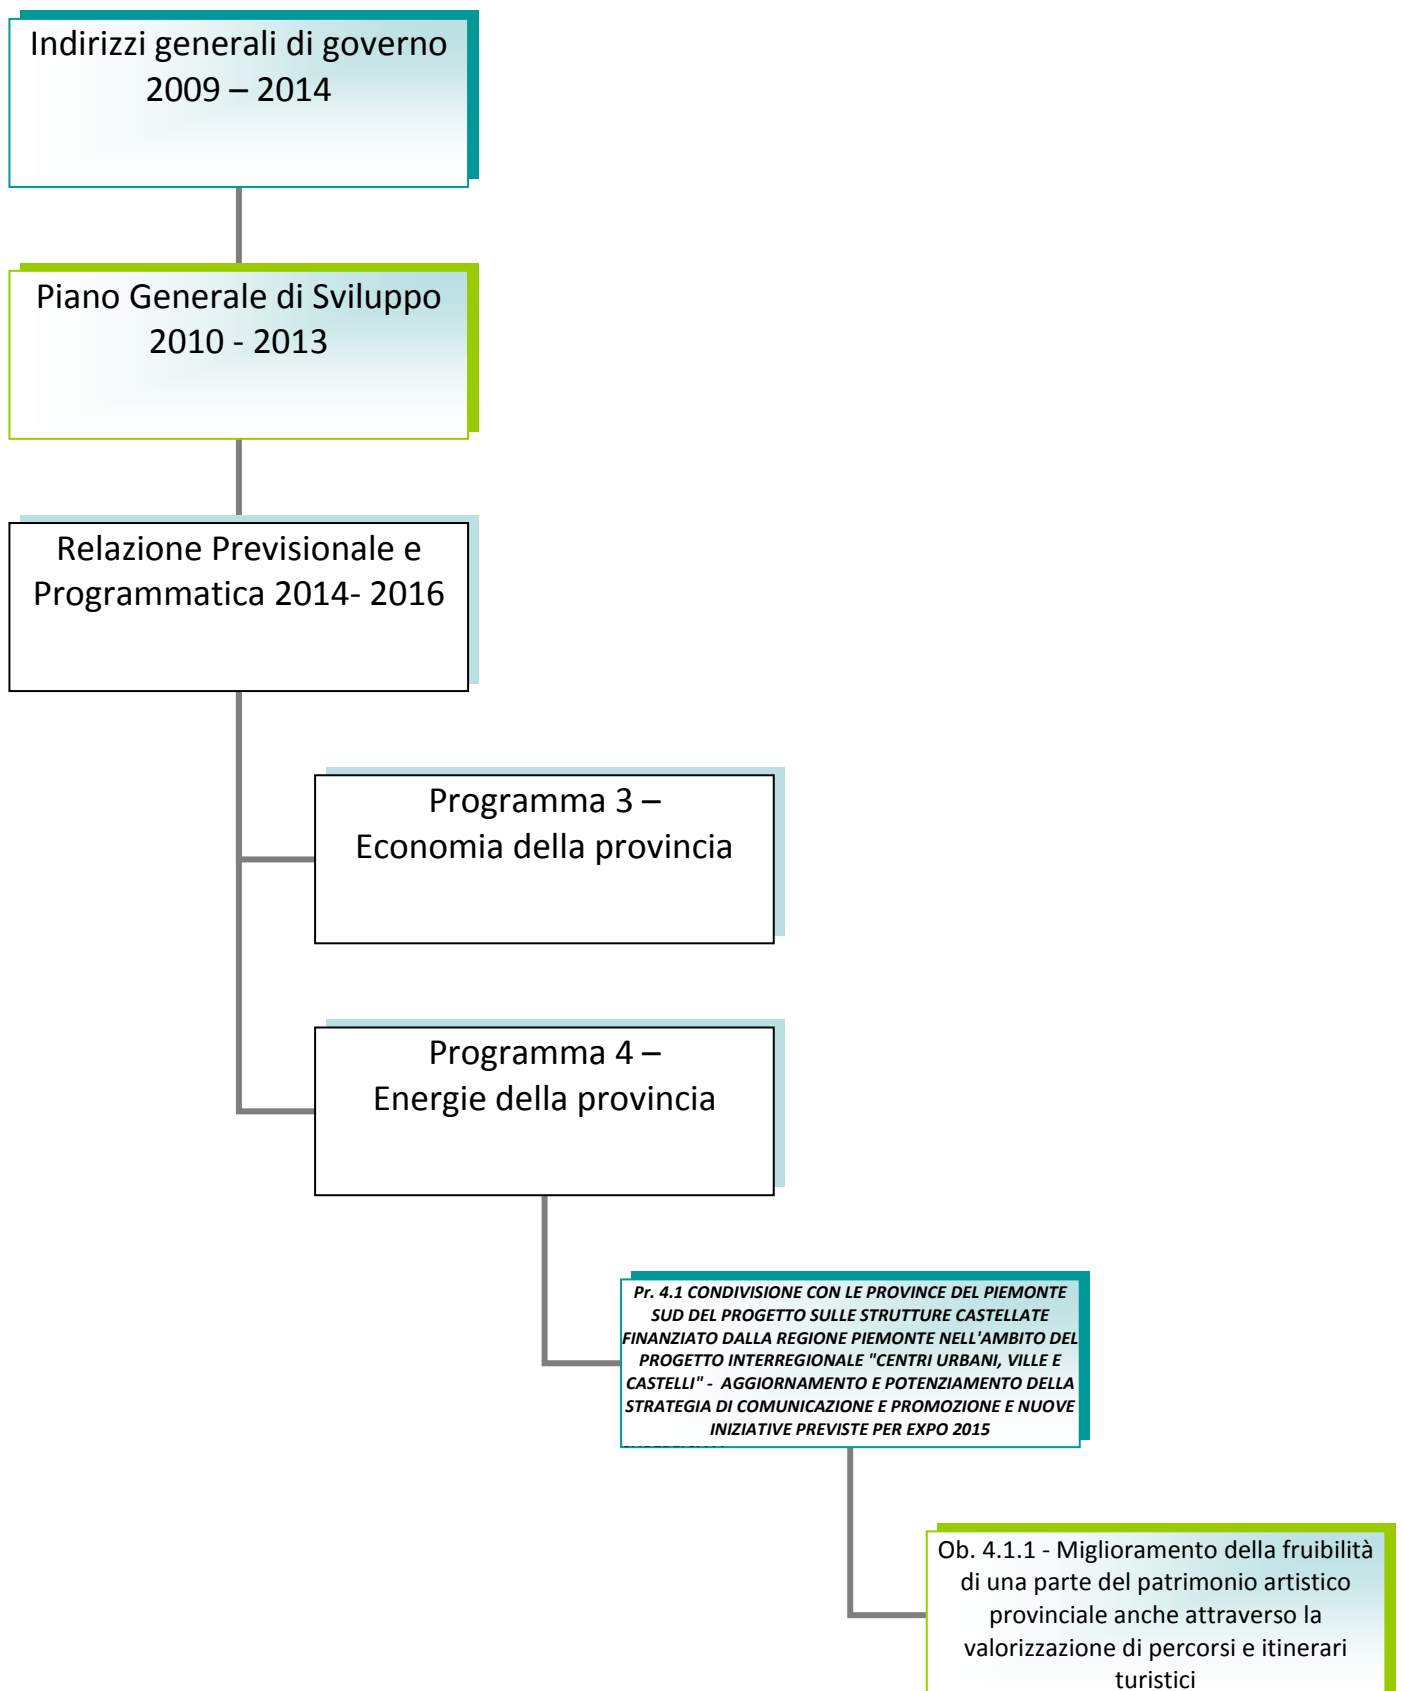 Indirizzi generali di governo
2009 – 2014
Piano Generale di Sviluppo
2010 - 2013
Relazione Previsionale e
Programmatica 2014- 2016
Programma 3 –
Economia della provincia
Programma 4 –
Energie della provincia
Pr. 4.1 CONDIVISIONE CON LE PROVINCE DEL PIEMONTE
SUD DEL PROGETTO SULLE STRUTTURE CASTELLATE
FINANZIATO DALLA REGIONE PIEMONTE NELL'AMBITO DEL
PROGETTO INTERREGIONALE "CENTRI URBANI, VILLE E
CASTELLI" - AGGIORNAMENTO E POTENZIAMENTO DELLA
STRATEGIA DI COMUNICAZIONE E PROMOZIONE E NUOVE
INIZIATIVE PREVISTE PER EXPO 2015
Ob. 4.1.1 - Miglioramento della fruibilità
di una parte del patrimonio artistico
provinciale anche attraverso la
valorizzazione di percorsi e itinerari
turistici